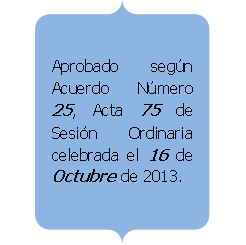 Aprobado según
Acuerdo Número
25, Acta 75 de
Sesión Ordinaria
celebrada el 16 de
Octubre de 2013.